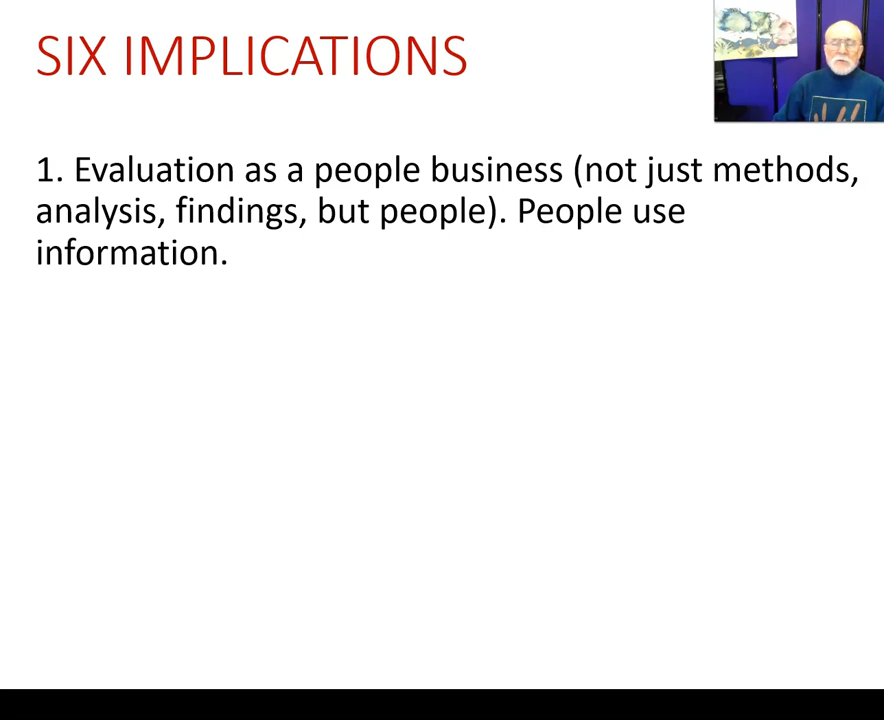 SIX IMPLICATIONS
1. Evaluation as a people business (not just methods,
analysis, findings, but people). People use
information.